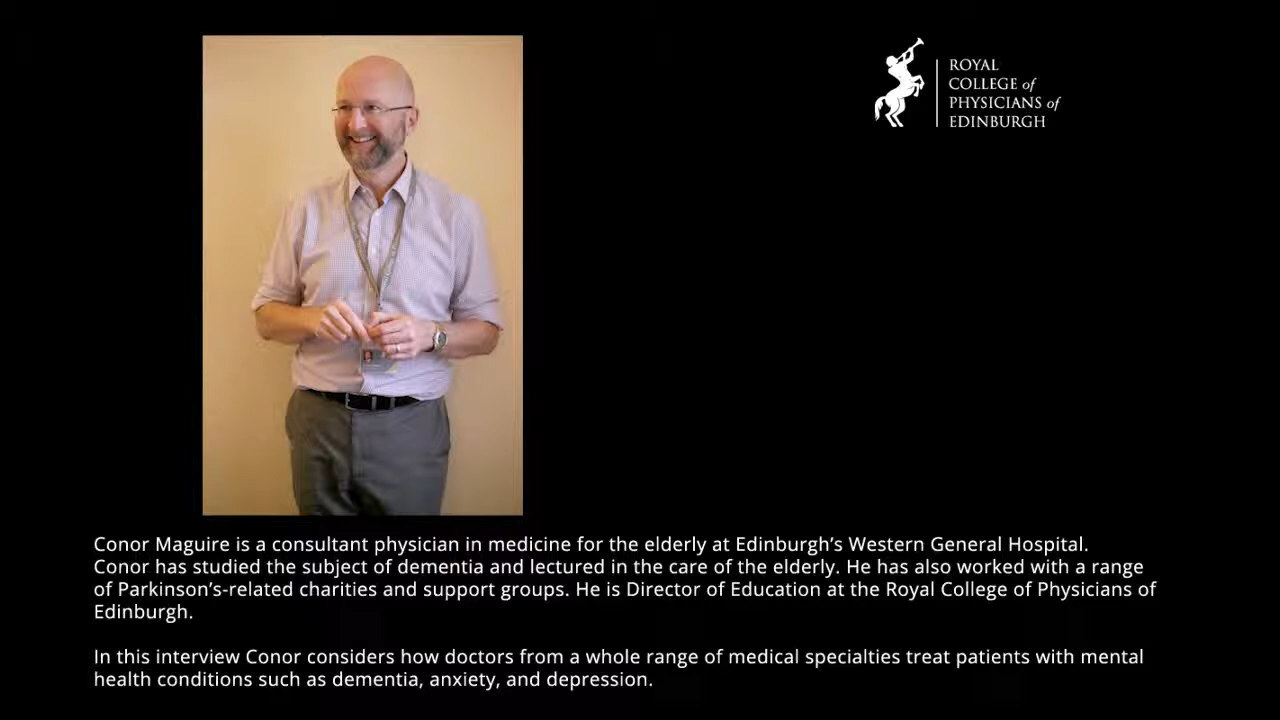 ROYAL
COLLEGE of
PHYSICIANS of
EDINBURGH
Conor Maguire is a consultant physician in medicine for the elderly at Edinburgh’s Western General Hospital.
Conor has studied the subject of dementia and lectured in the care of the elderly. He has also worked with a range
of Parkinson’s-related charities and support groups. He is Director of Education at the Royal College of Physicians of
Edinburgh.
In this interview Conor considers how doctors from a whole range of medical specialties treat patients with mental
health conditions such as dementia, anxiety, and depression.